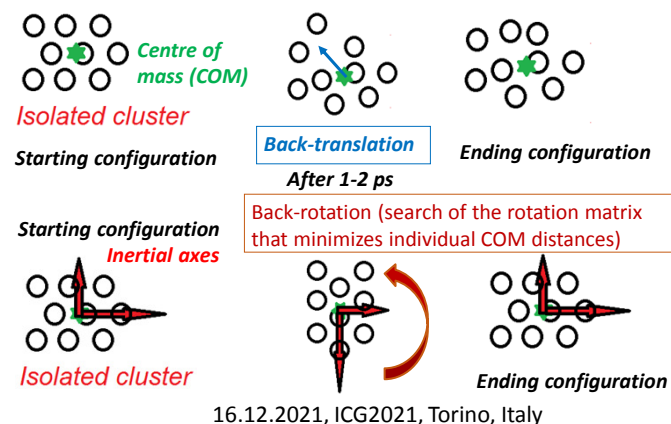 Centre of
mass (COM)
Isolated cluster
Starting configuration
Back-translation
After 1-2 ps
Ending configuration
Starting configuration
Inertial axes
Back-rotation (search of the rotation matrix
that minimizes individual COM distances)
Isolated cluster
Ending configuration
16.12.2021, ICG2021, Torino, Italy